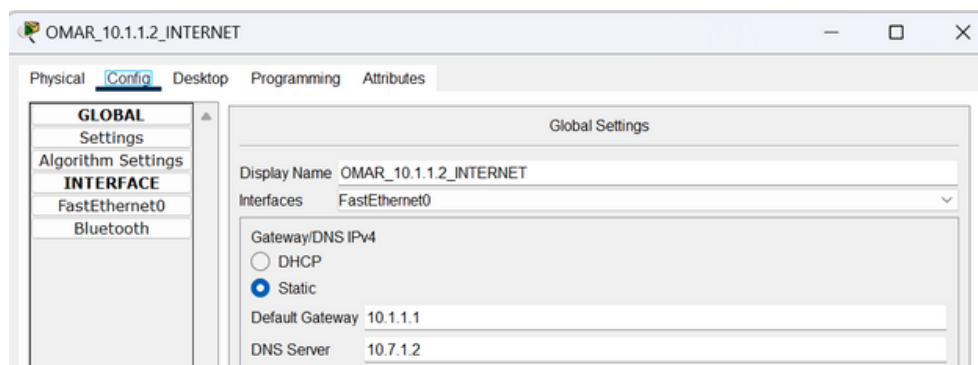 OMAR_10.1.1.2_INTERNET
Physical Config Desktop Programming Attributes
GLOBAL
Settings
Algorithm Settings
INTERFACE
FastEthernet0
Bluetooth
Global Settings
Display Name OMAR_10.1.1.2_INTERNET
Interfaces FastEthernet0
Gateway/DNS IPv4
DHCP
Static
Default Gateway 10.1.1.1
DNS Server 10.7.1.2